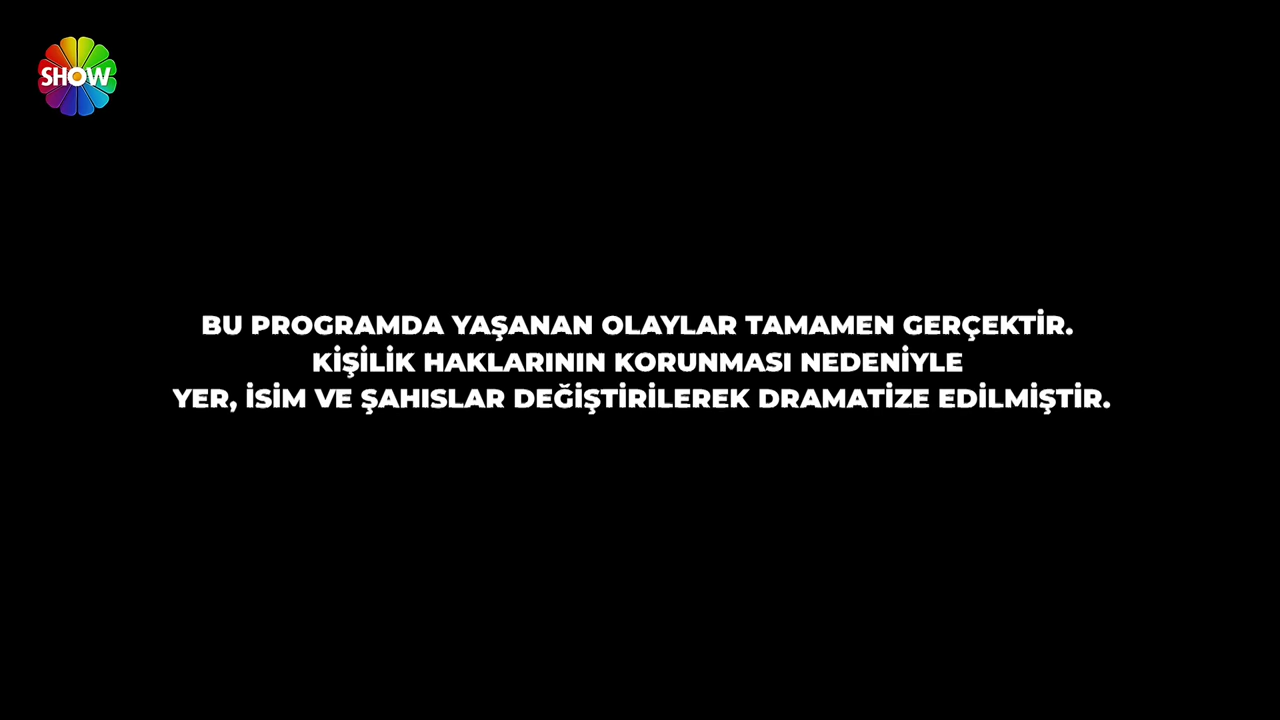 SHOW
BU PROGRAMDA YAŞANAN OLAYLAR TAMAMEN GERÇEKTİR.
KİŞİLİK HAKLARININ KORUNMASI NEDENİYLE
YER, İSİM VE ŞAHISLAR DEĞİŞTİRİLEREK DRAMATİZE EDİLMİŞTİR.